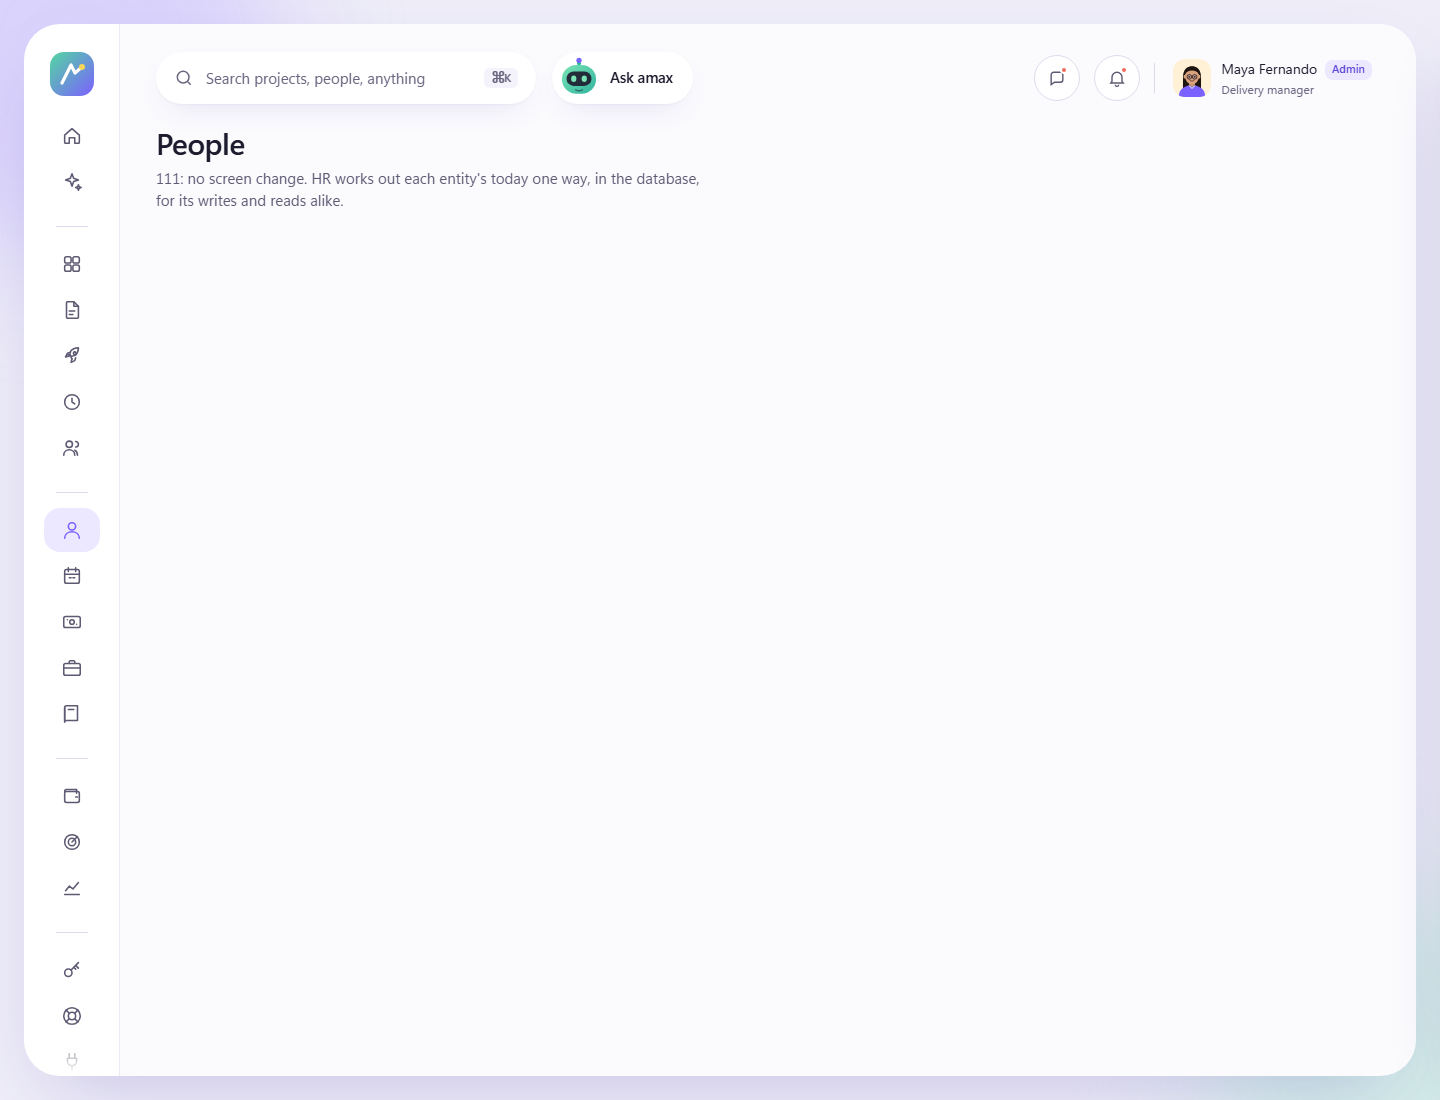 Search projects, people, anything
⌘K
Ask amax
Maya Fernando
Admin
Delivery manager
People
111: no screen change. HR works out each entity's today one way, in the database,
for its writes and reads alike.